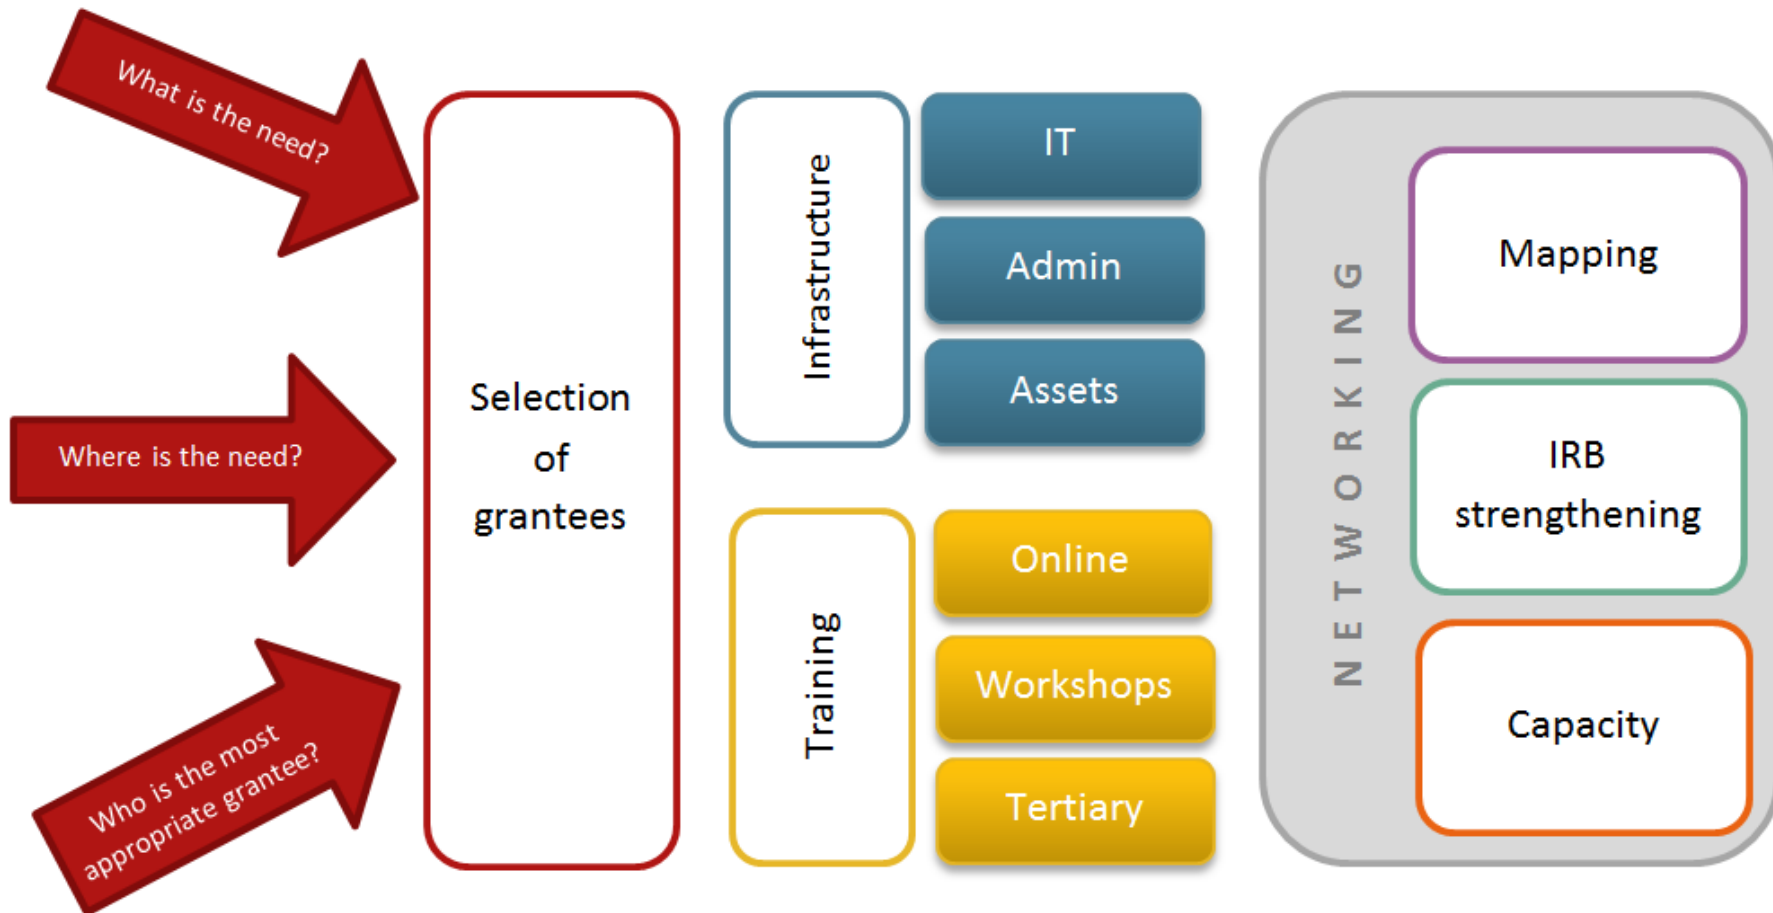 What is the need?
Where is the need?
Who is the most
appropriate grantee?
Selection
of
grantees
Infrastructure
IT
Admin
Assets
Training
Online
Workshops
Tertiary
NETWORKING
Mapping
IRB
strengthening
Capacity